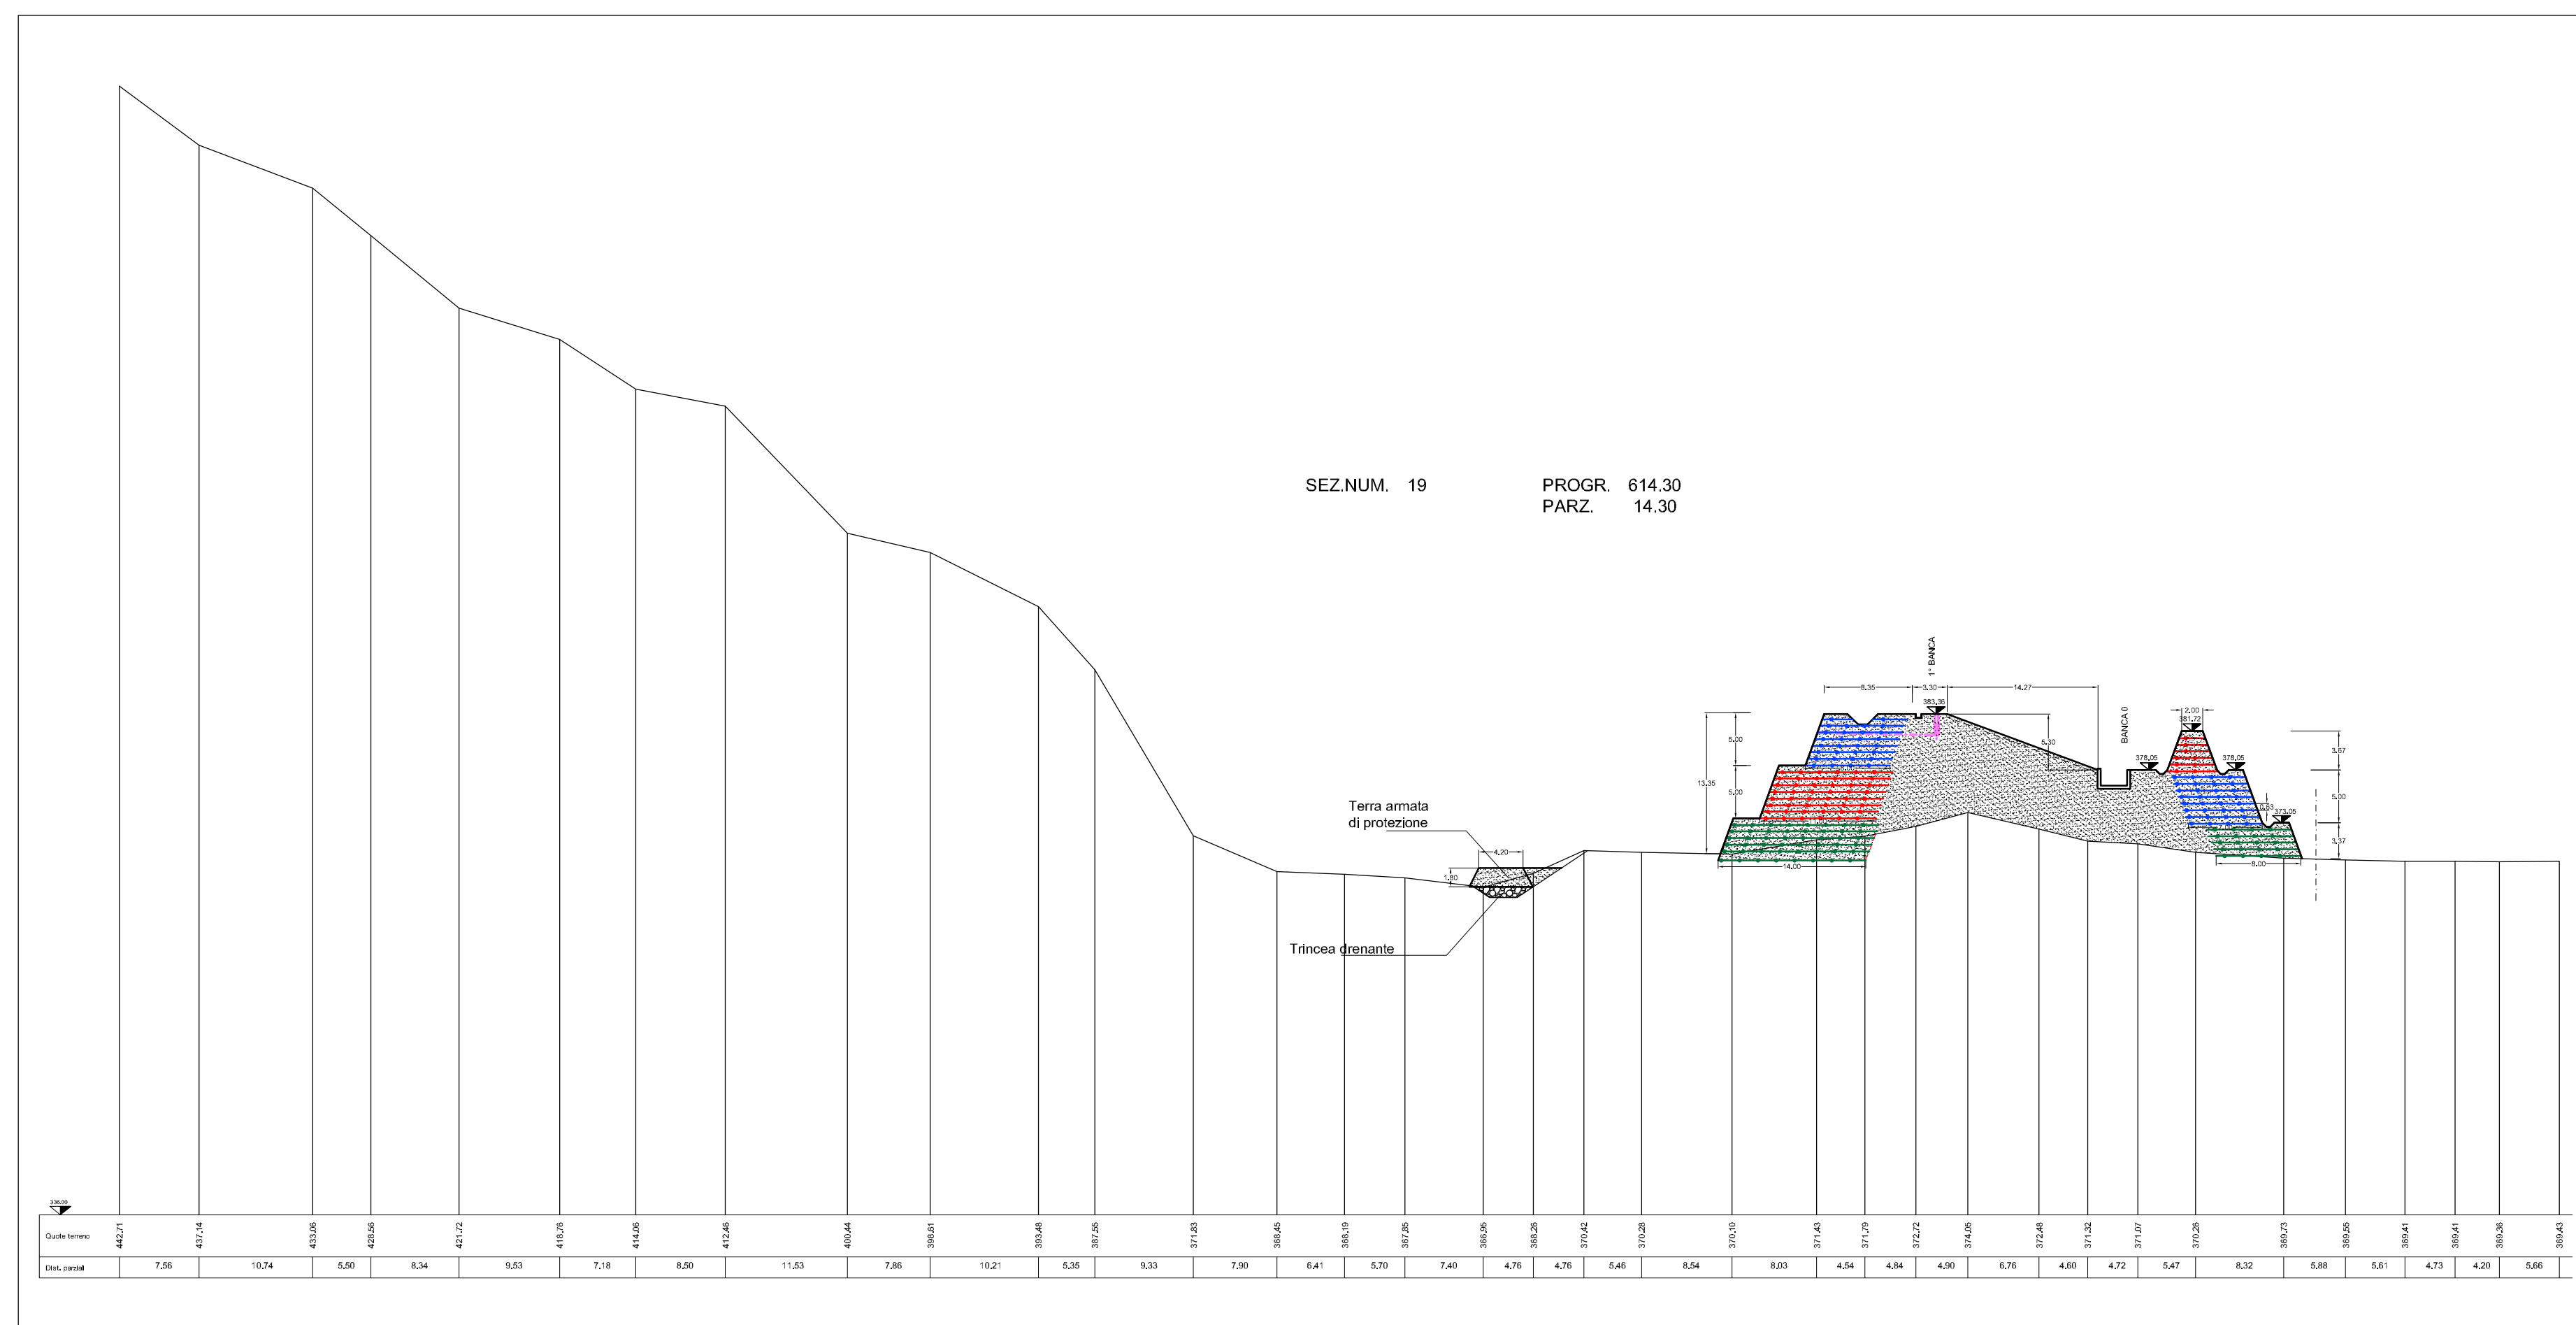 SEZ.NUM. 19 PROGR. 614.30
PARZ. 14.30
1° BANCA
8.35 3.30 14.27
383.36
BANCA 0
2.00
381.72
5.00
5.30
378.05 378.05
3.67
13.35
5.00
5.00
0.53
373.05
3.37
Terra armata
di protezione
4.20
1.80
14.00
8.00
Trincea drenante
Quote terreno 442,71 437,14 433,06 428,56 421,72 418,76 414,06 412,46 400,44 398,61 393,48 387,55 371,83 368,45 368,19 367,85 366,95 368,26 370,42 370,28 370,10 371,43 371,79 372,72 374,05 372,48 371,32 371,07 370,26 369,73 369,55 369,41 369,41 369,36 369,43
Dist. parziali 7.56 10.74 5.50 8.34 9.53 7.18 8.50 11.53 7.86 10.21 5.35 9.33 7.90 6.41 5.70 7.40 4.76 4.76 5.46 8.54 8.03 4.54 4.84 4.90 6.76 4.60 4.72 5.47 8.32 5.88 5.61 4.73 4.20 5.66